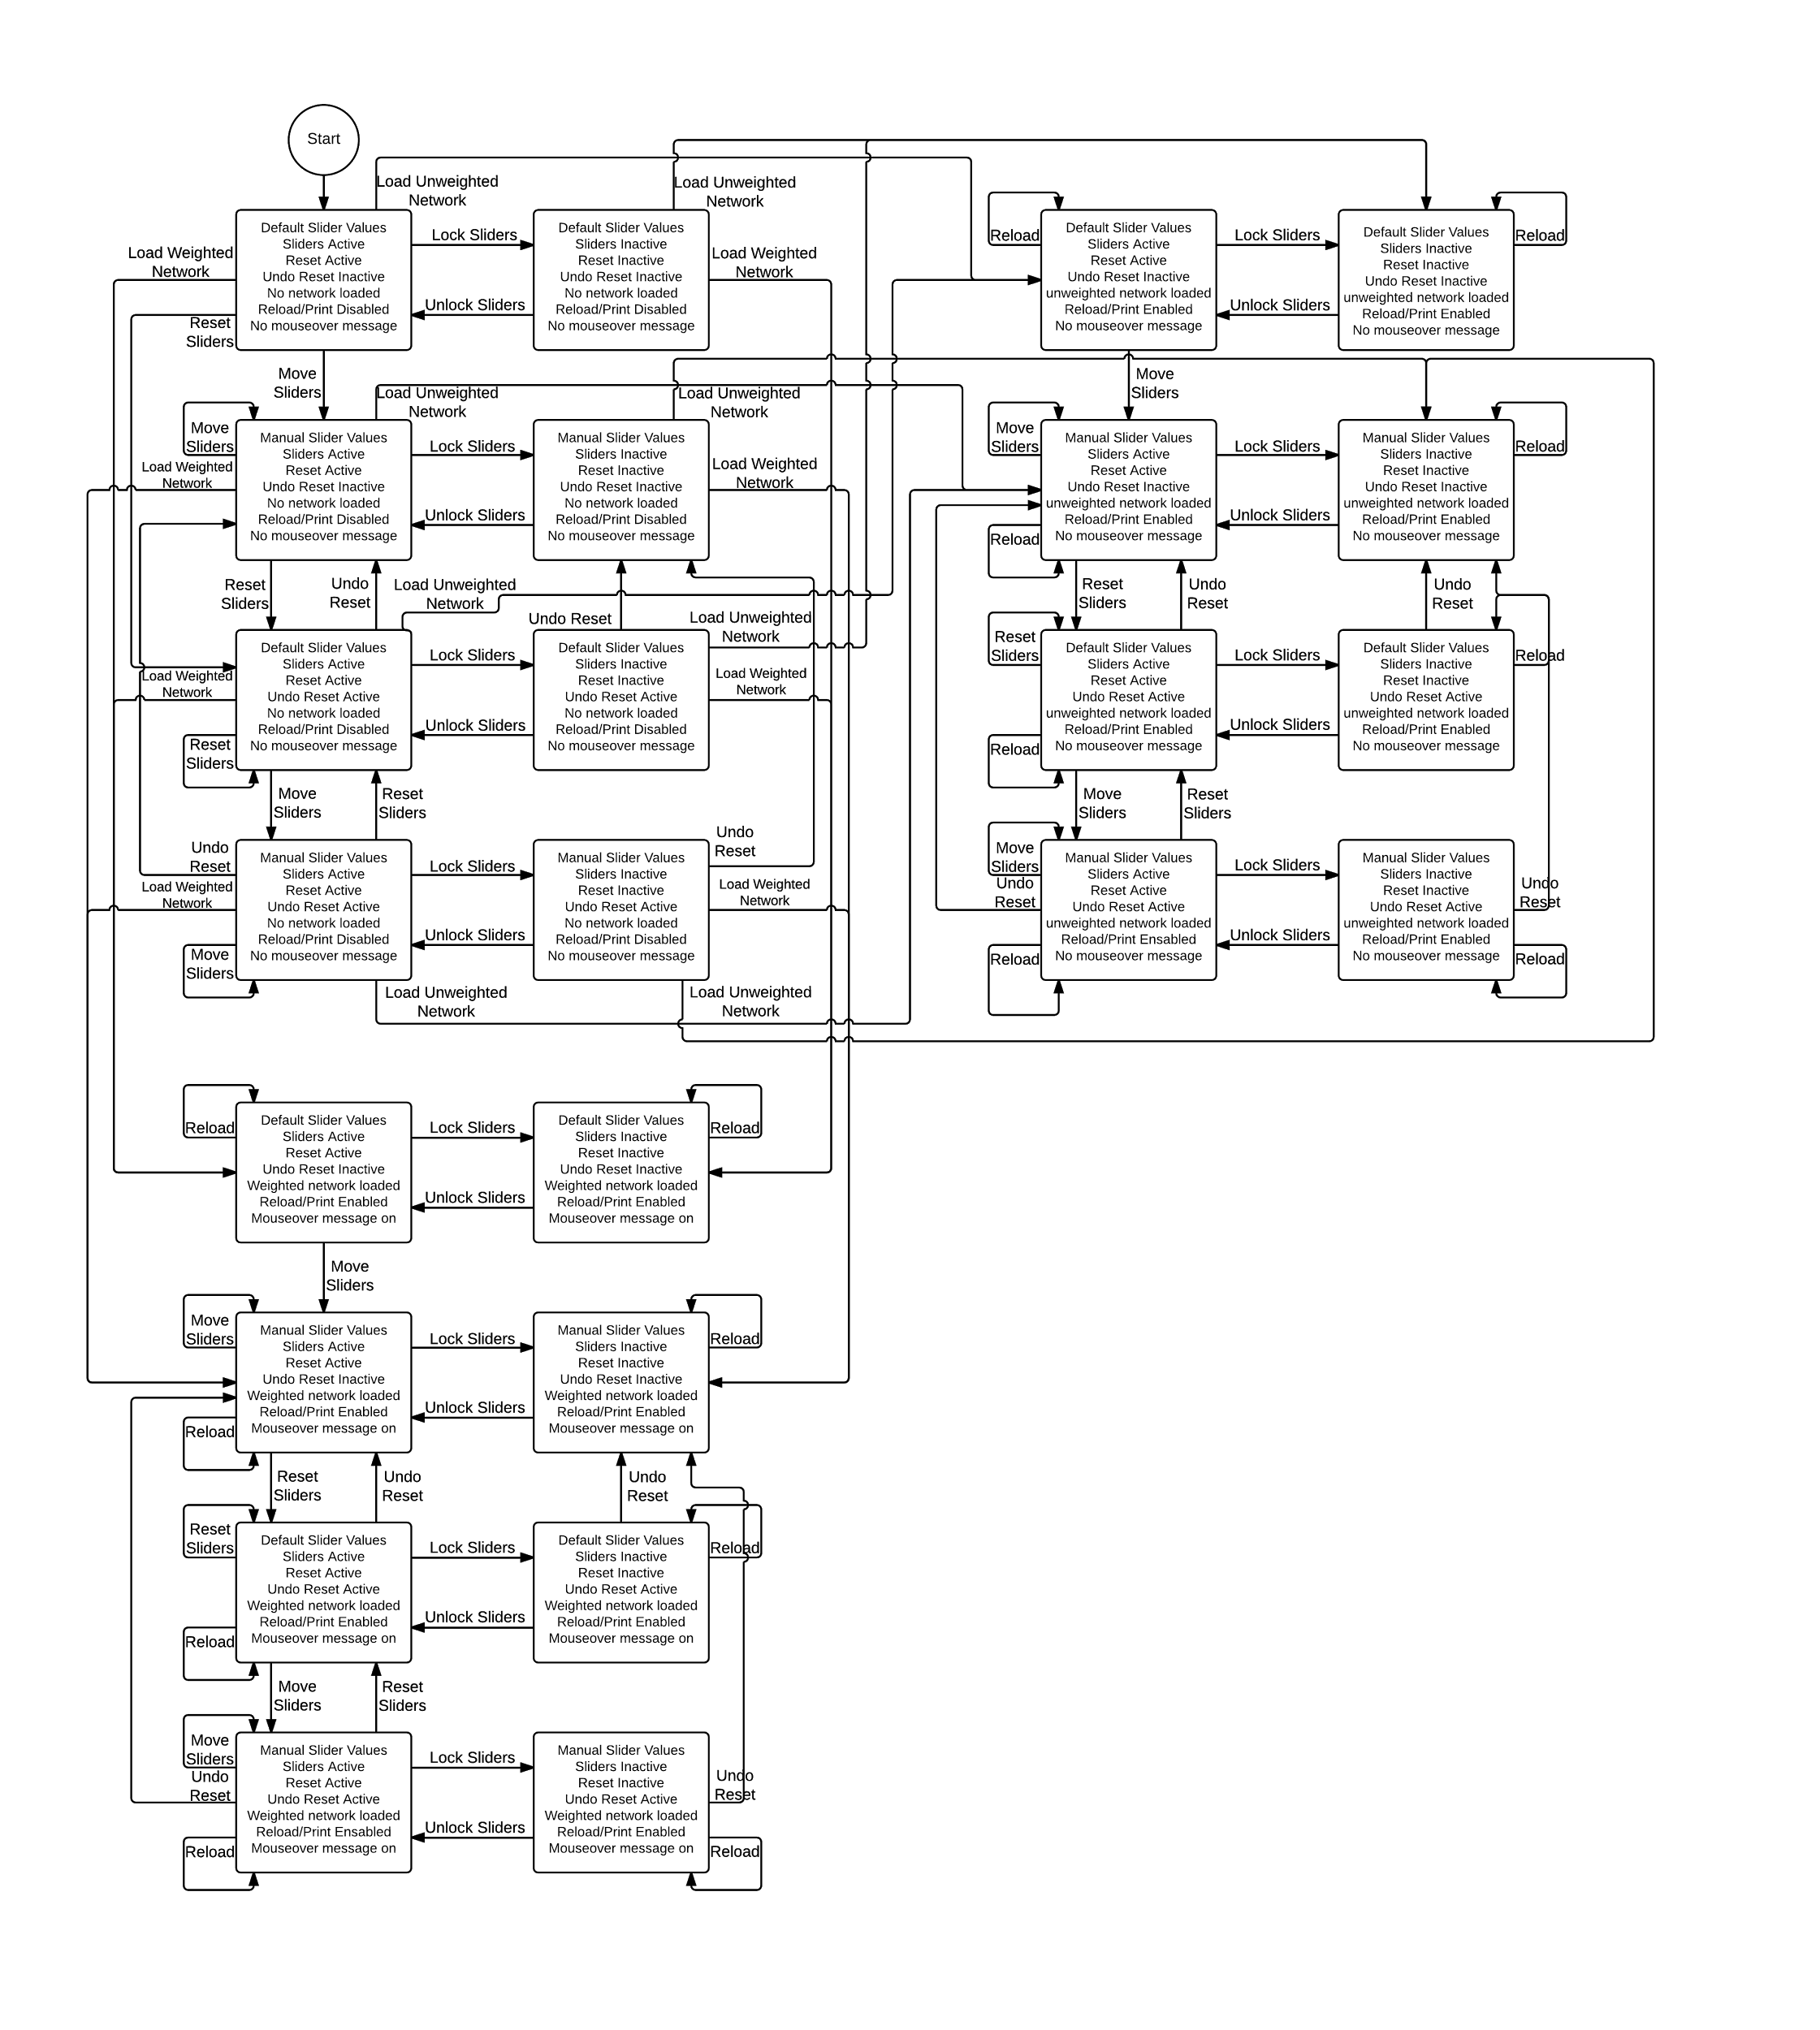 Start
Load Unweighted
Network
Load Unweighted
Network
Load Weighted
Network
Default Slider Values
Sliders Active
Reset Active
Undo Reset Inactive
No network loaded
Reload/Print Disabled
No mouseover message
Lock Sliders
Unlock Sliders
Default Slider Values
Sliders Inactive
Reset Inactive
Undo Reset Inactive
No network loaded
Reload/Print Disabled
No mouseover message
Load Weighted
Network
Reload
Default Slider Values
Sliders Active
Reset Active
Undo Reset Inactive
unweighted network loaded
Reload/Print Enabled
No mouseover message
Lock Sliders
Unlock Sliders
Default Slider Values
Sliders Inactive
Reset Inactive
Undo Reset Inactive
unweighted network loaded
Reload/Print Enabled
No mouseover message
Reload
Reset
Sliders
Move
Sliders
Load Unweighted
Network
Load Unweighted
Network
Move
Sliders
Move
Sliders
Load Weighted
Network
Manual Slider Values
Sliders Active
Reset Active
Undo Reset Inactive
No network loaded
Reload/Print Disabled
No mouseover message
Lock Sliders
Unlock Sliders
Manual Slider Values
Sliders Inactive
Reset Inactive
Undo Reset Inactive
No network loaded
Reload/Print Disabled
No mouseover message
Load Weighted
Network
Move
Sliders
Reload
Manual Slider Values
Sliders Active
Reset Active
Undo Reset Inactive
unweighted network loaded
Reload/Print Enabled
No mouseover message
Lock Sliders
Unlock Sliders
Manual Slider Values
Sliders Inactive
Reset Inactive
Undo Reset Inactive
unweighted network loaded
Reload/Print Enabled
No mouseover message
Reload
Reset
Sliders
Undo
Reset
Load Unweighted
Network
Undo Reset
Load Unweighted
Network
Reset
Sliders
Undo
Reset
Undo
Reset
Load Weighted
Network
Reset
Sliders
Default Slider Values
Sliders Active
Reset Active
Undo Reset Active
No network loaded
Reload/Print Disabled
No mouseover message
Lock Sliders
Unlock Sliders
Default Slider Values
Sliders Inactive
Reset Inactive
Undo Reset Active
No network loaded
Reload/Print Disabled
No mouseover message
Load Weighted
Network
Reset
Sliders
Reload
Default Slider Values
Sliders Active
Reset Active
Undo Reset Active
unweighted network loaded
Reload/Print Enabled
No mouseover message
Lock Sliders
Unlock Sliders
Default Slider Values
Sliders Inactive
Reset Inactive
Undo Reset Active
unweighted network loaded
Reload/Print Enabled
No mouseover message
Reload
Move
Sliders
Reset
Sliders
Move
Sliders
Reset
Sliders
Undo
Reset
Load Weighted
Network
Move
Sliders
Manual Slider Values
Sliders Active
Reset Active
Undo Reset Active
No network loaded
Reload/Print Disabled
No mouseover message
Lock Sliders
Unlock Sliders
Manual Slider Values
Sliders Inactive
Reset Inactive
Undo Reset Active
No network loaded
Reload/Print Disabled
No mouseover message
Undo
Reset
Load Weighted
Network
Move
Sliders
Undo
Reset
Reload
Manual Slider Values
Sliders Active
Reset Active
Undo Reset Active
unweighted network loaded
Reload/Print Ensabled
No mouseover message
Lock Sliders
Unlock Sliders
Manual Slider Values
Sliders Inactive
Reset Inactive
Undo Reset Active
unweighted network loaded
Reload/Print Enabled
No mouseover message
Undo
Reset
Reload
Load Unweighted
Network
Load Unweighted
Network
Reload
Default Slider Values
Sliders Active
Reset Active
Undo Reset Inactive
Weighted network loaded
Reload/Print Enabled
Mouseover message on
Lock Sliders
Unlock Sliders
Default Slider Values
Sliders Inactive
Reset Inactive
Undo Reset Inactive
Weighted network loaded
Reload/Print Enabled
Mouseover message on
Reload
Move
Sliders
Move
Sliders
Reload
Manual Slider Values
Sliders Active
Reset Active
Undo Reset Inactive
Weighted network loaded
Reload/Print Enabled
Mouseover message on
Lock Sliders
Unlock Sliders
Manual Slider Values
Sliders Inactive
Reset Inactive
Undo Reset Inactive
Weighted network loaded
Reload/Print Enabled
Mouseover message on
Reload
Reset
Sliders
Undo
Reset
Undo
Reset
Reset
Sliders
Reload
Default Slider Values
Sliders Active
Reset Active
Undo Reset Active
Weighted network loaded
Reload/Print Enabled
Mouseover message on
Lock Sliders
Unlock Sliders
Default Slider Values
Sliders Inactive
Reset Inactive
Undo Reset Active
Weighted network loaded
Reload/Print Enabled
Mouseover message on
Reload
Move
Sliders
Reset
Sliders
Move
Sliders
Undo
Reset
Reload
Manual Slider Values
Sliders Active
Reset Active
Undo Reset Active
Weighted network loaded
Reload/Print Ensabled
Mouseover message on
Lock Sliders
Unlock Sliders
Manual Slider Values
Sliders Inactive
Reset Inactive
Undo Reset Active
Weighted network loaded
Reload/Print Enabled
Mouseover message on
Undo
Reset
Reload